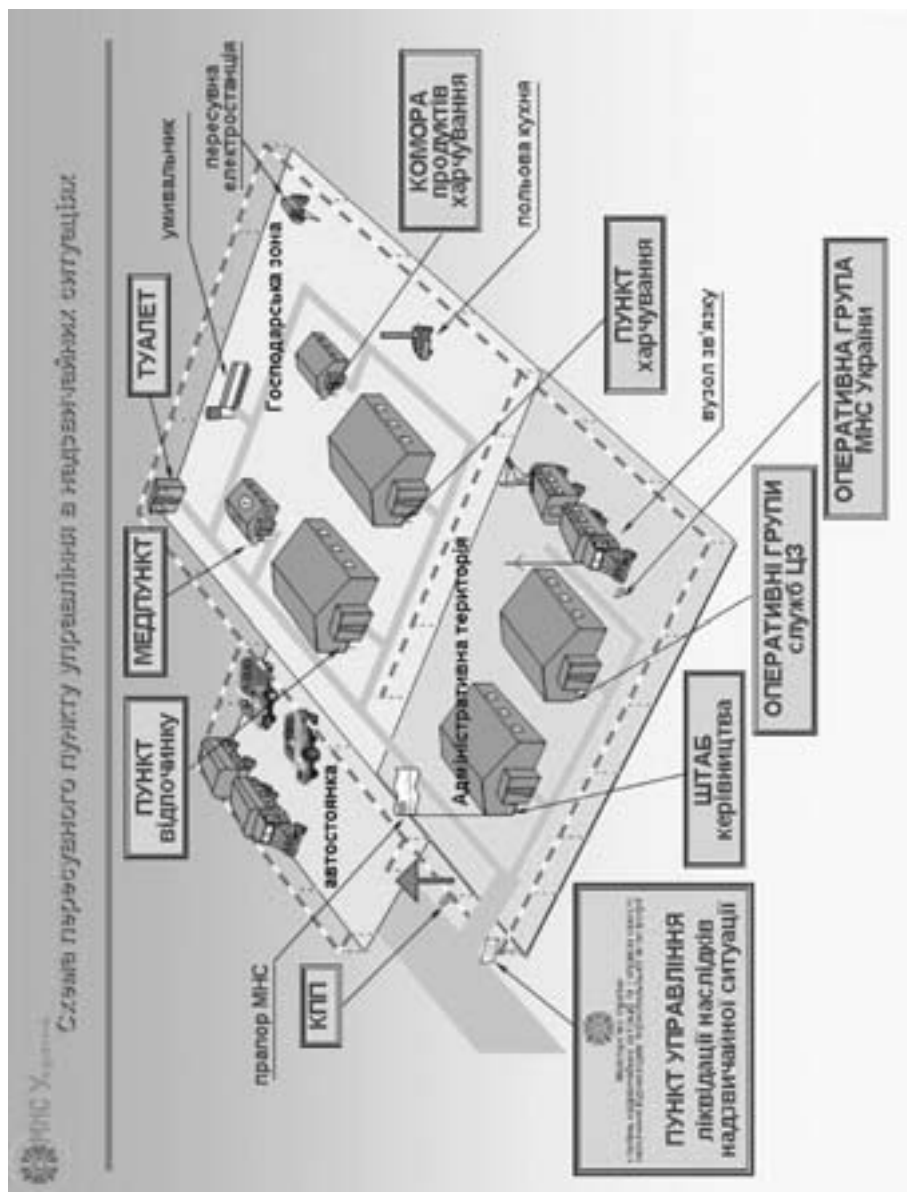 МНС України
Схема пересувного пункту управління в надзвичайних ситуаціях
ТУАЛЕТ
умивальник
пересувна
електростанція
МЕДПУНКТ
КОМОРА
продуктів
харчування
ПУНКТ
відпочинку
Господарська зона
польова кухня
автостоянка
ПУНКТ
харчування
прапор МНС
Адміністративна територія
вузол зв'язку
КПП
ШТАБ
керівництва
ОПЕРАТИВНІ ГРУПИ
служб ЦЗ
ОПЕРАТИВНА ГРУПА
МНС України
ПУНКТ УПРАВЛІННЯ
ліквідації наслідків
надзвичайної ситуації